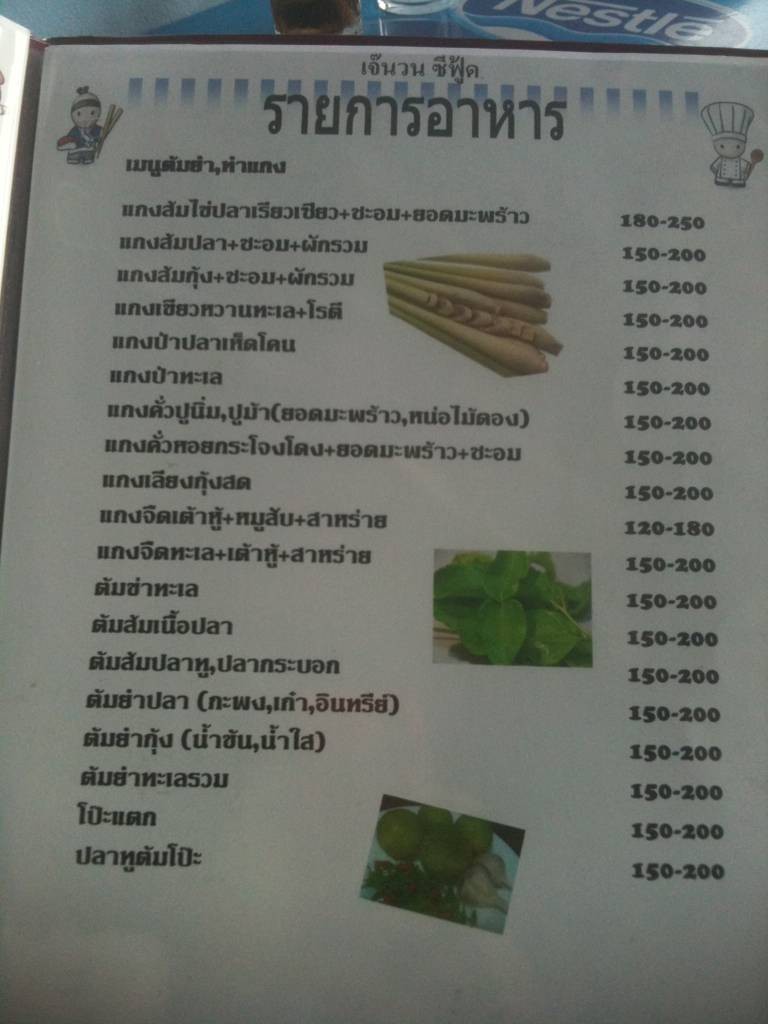 Nestlé
เจ๊นวน ซีฟู้ด
รายการอาหาร
เมนูต้มยำ,ทำแกง
แกงส้มไข่ปลาเรียวเซียว+ชะอม+ยอดมะพร้าว 180-250
แกงส้มปลา+ชะอม+ผักรวม 150-200
แกงส้มกุ้ง+ชะอม+ผักรวม 150-200
แกงเขียวหวานทะเล+โรตี 150-200
แกงป่าปลาเห็ดโคน 150-200
แกงป่าทะเล 150-200
แกงคั่วปูนิ่ม,ปูม้า(ยอดมะพร้าว,หน่อไม้ดอง) 150-200
แกงคั่วหอยกระโจงโดง+ยอดมะพร้าว+ชะอม 150-200
แกงเลียงกุ้งสด 150-200
แกงจืดเต้าหู้+หมูสับ+สาหร่าย 120-180
แกงจืดทะเล+เต้าหู้+สาหร่าย 150-200
ต้มข่าทะเล 150-200
ต้มส้มเนื้อปลา 150-200
ต้มส้มปลาทู,ปลากระบอก 150-200
ต้มยำปลา (กะพง,เก๋า,อินทรีย์) 150-200
ต้มยำกุ้ง (น้ำข้น,น้ำใส) 150-200
ต้มยำทะเลรวม 150-200
โป๊ะแตก 150-200
ปลาทูต้มโป๊ะ 150-200